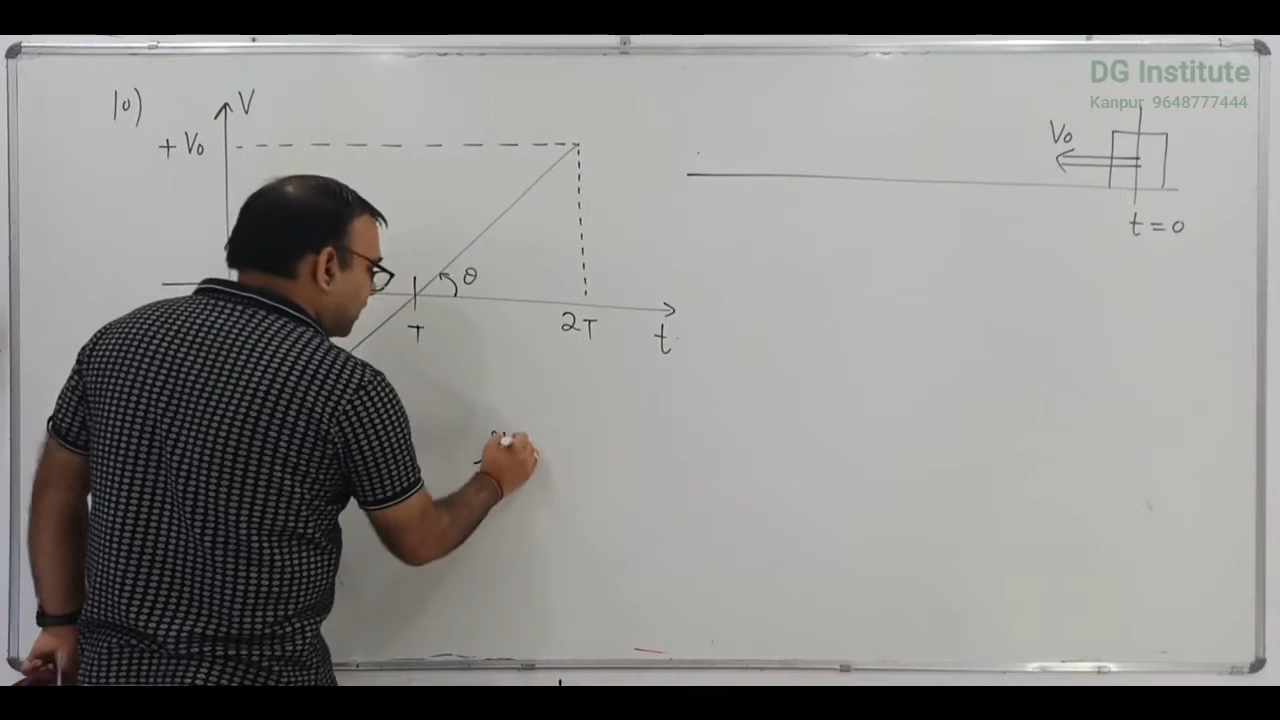 DG Institute
Kanpur 9648777444
10)
V
+ V₀
θ
T
2T
t
V₀
t = 0